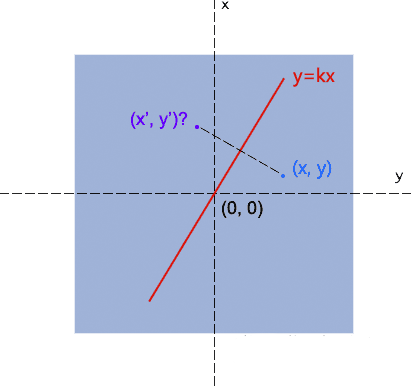 x
y=kx
(x', y')?
(x, y)
y
(0, 0)